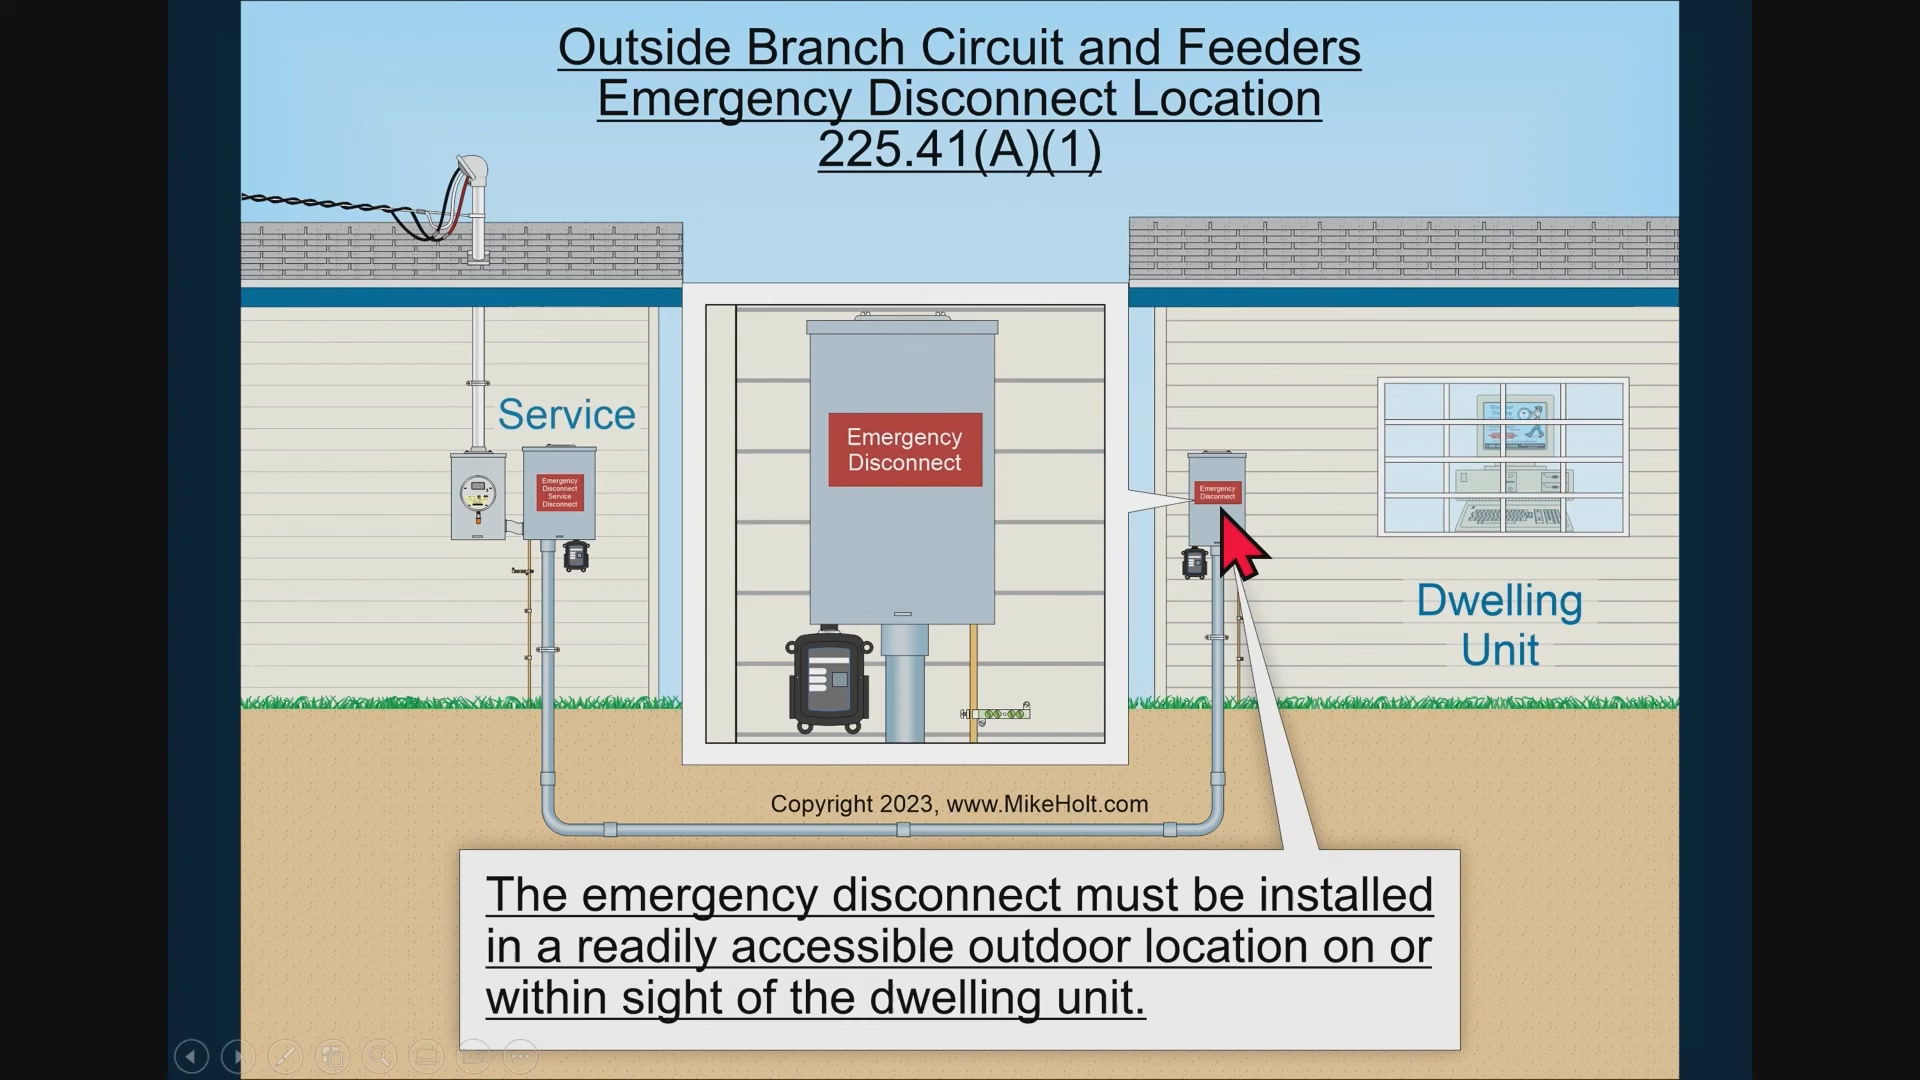 Outside Branch Circuit and Feeders
Emergency Disconnect Location
225.41(A)(1)
Service
Emergency
Disconnect
Service
Disconnect
Emergency
Disconnect
Emergency
Disconnect
Dwelling
Unit
Copyright 2023, www.MikeHolt.com
The emergency disconnect must be installed
in a readily accessible outdoor location on or
within sight of the dwelling unit.